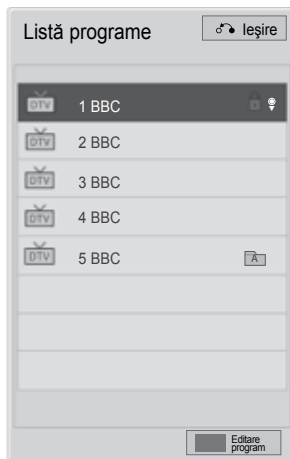 Listă programe
Ieşire
DTV 1 BBC
DTV 2 BBC
DTV 3 BBC
DTV 4 BBC
DTV 5 BBC A
Editare
program